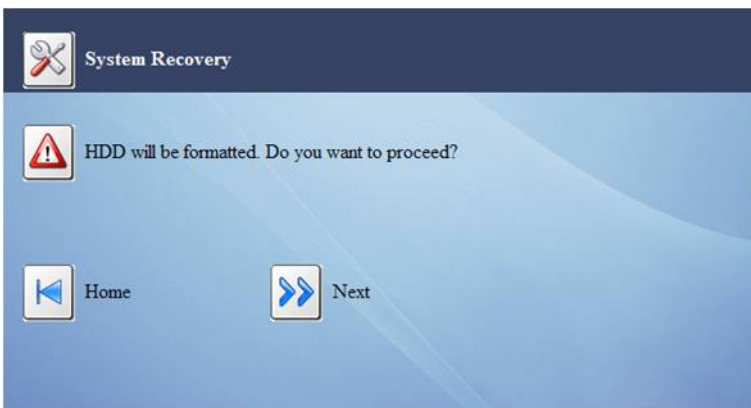 System Recovery
HDD will be formatted. Do you want to proceed?
Home
Next